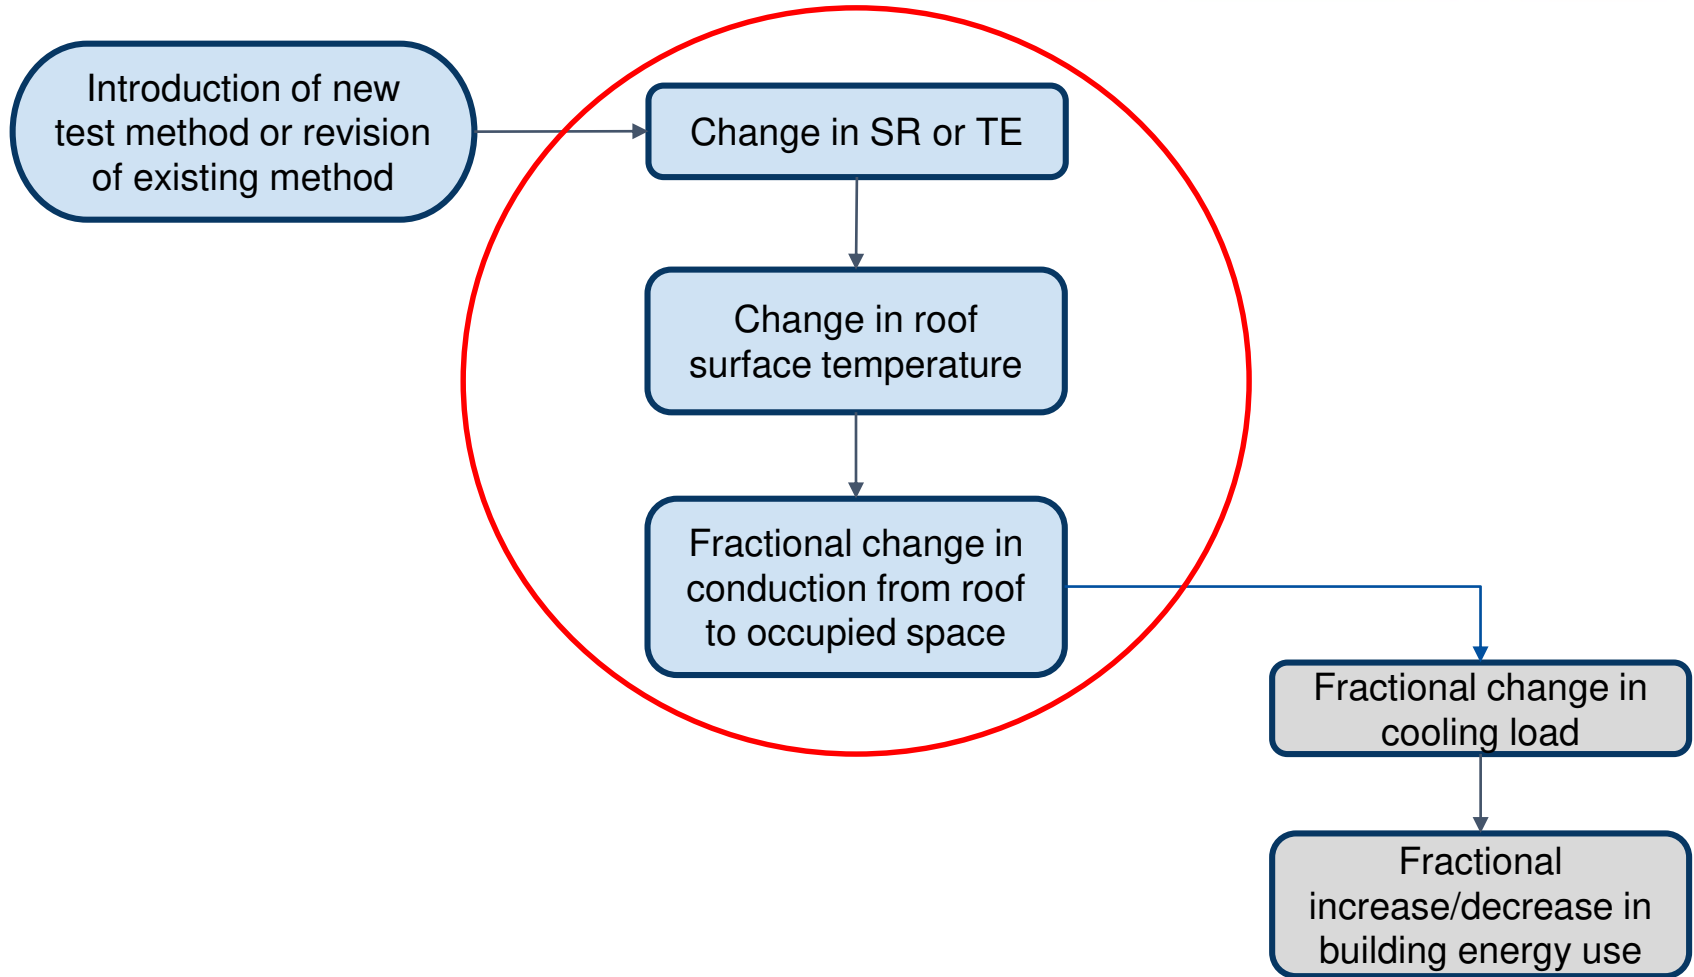 Introduction of new
test method or revision
of existing method
Change in SR or TE
Change in roof
surface temperature
Fractional change in
conduction from roof
to occupied space
Fractional change in
cooling load
Fractional
increase/decrease in
building energy use